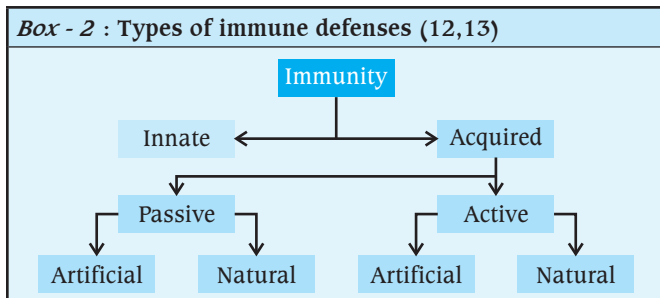 Box - 2 : Types of immune defenses (12,13)
Immunity
Innate Acquired
Passive Active
Artificial Natural Artificial Natural